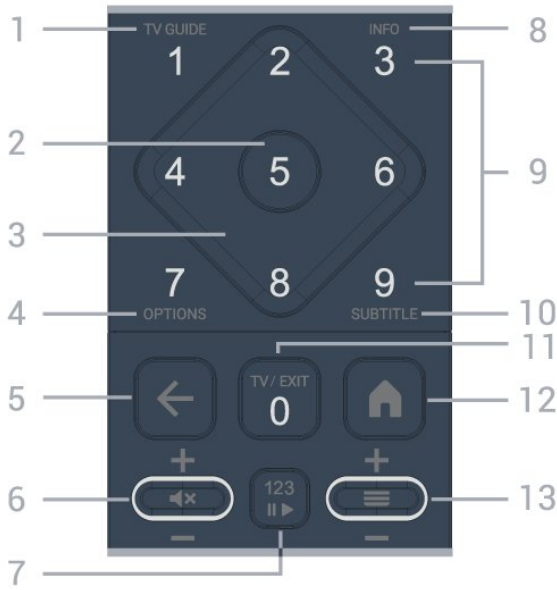 1 TV GUIDE INFO 8
1 2 3
2 4 5 6 9
3
7 8 9
4 OPTIONS SUBTITLE 10
11
5 TV / EXIT 12
0
+ +
6 123 13
- -
7